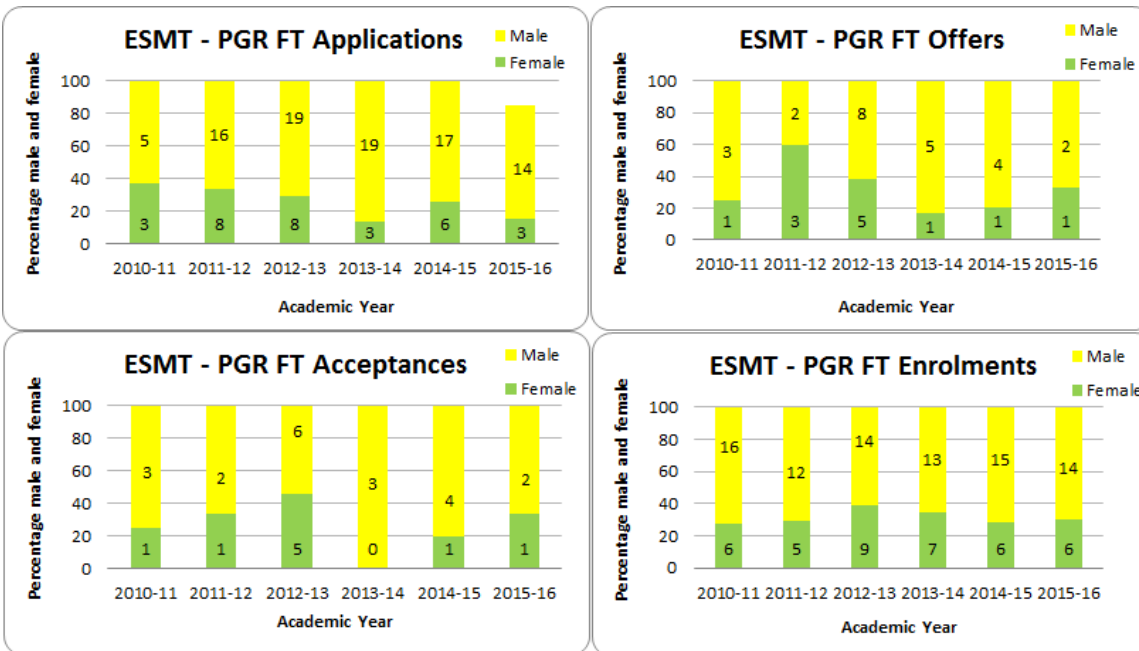 ESMT - PGR FT Applications
Male
Female
Percentage male and female
100
80
60
40
20
0
5 16 19 19 17 14
3 8 8 3 6 3
2010-11 2011-12 2012-13 2013-14 2014-15 2015-16
Academic Year
ESMT - PGR FT Offers
Male
Female
Percentage male and female
100
80
60
40
20
0
3 2 8 5 4 2
1 3 5 1 1 1
2010-11 2011-12 2012-13 2013-14 2014-15 2015-16
Academic Year
ESMT - PGR FT Acceptances
Male
Female
Percentage male and female
100
80
60
40
20
0
3 2 6 3 4 2
1 1 5 0 1 1
2010-11 2011-12 2012-13 2013-14 2014-15 2015-16
Academic Year
ESMT - PGR FT Enrolments
Male
Female
Percentage male and female
100
80
60
40
20
0
16 12 14 13 15 14
6 5 9 7 6 6
2010-11 2011-12 2012-13 2013-14 2014-15 2015-16
Academic Year